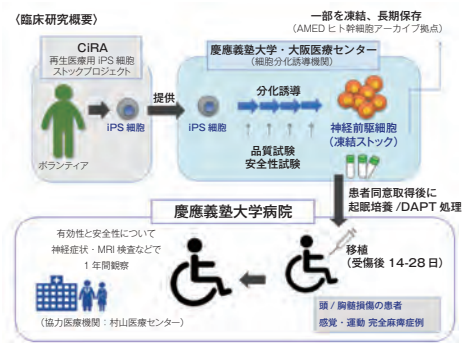 〈臨床研究概要〉
一部を凍結、長期保存
（AMED ヒト幹細胞アーカイブ拠点）
CiRA
再生医療用 iPS 細胞
ストックプロジェクト
ボランティア
iPS 細胞
提供
慶應義塾大学・大阪医療センター
（細胞分化誘導機関）
iPS 細胞
分化誘導
品質試験
安全性試験
神経前駆細胞
（凍結ストック）
患者同意取得後に
起眠培養 /DAPT 処理
慶應義塾大学病院
有効性と安全性について
神経症状・MRI 検査などで
1 年間観察
（協力医療機関：村山医療センター）
移植
（受傷後 14-28 日）
頚 / 胸髄損傷の患者
感覚・運動 完全麻痺症例